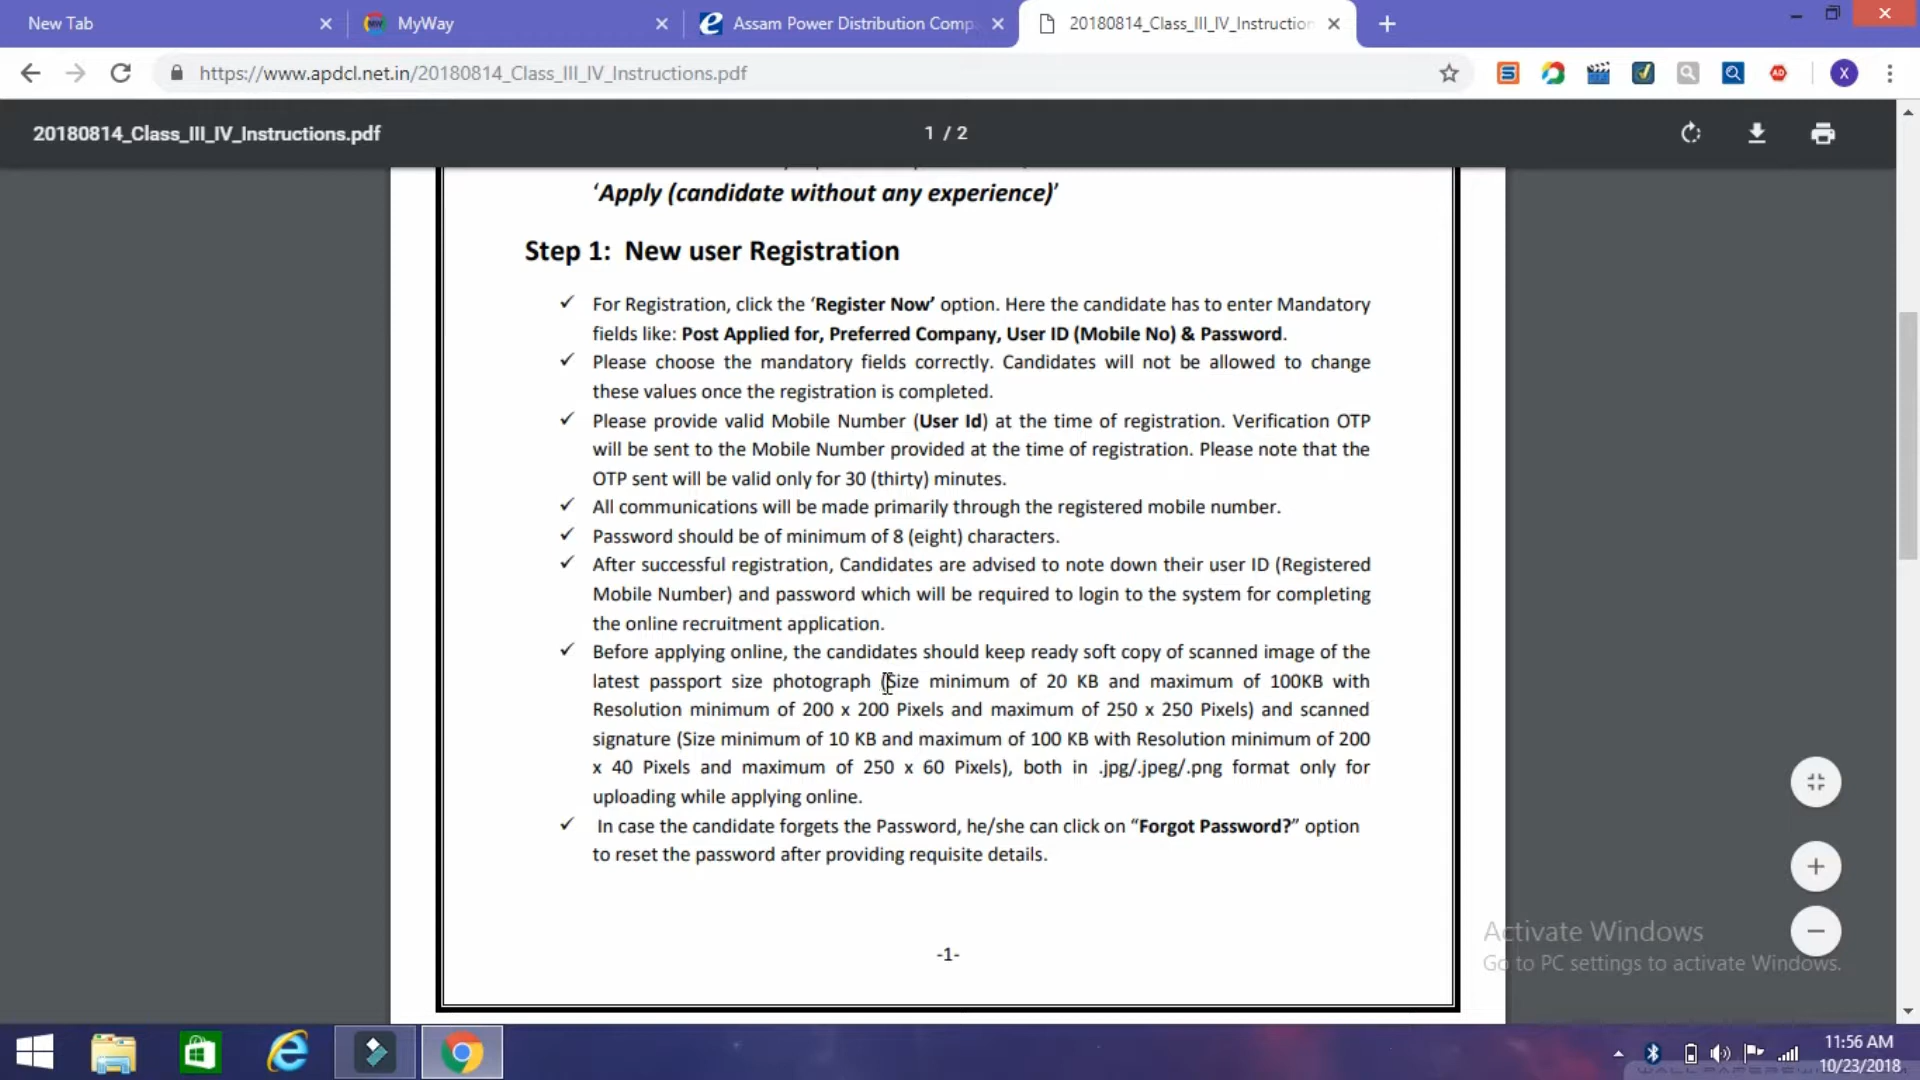 New Tab
MyWay
Assam Power Distribution Comp
20180814_Class_III_IV_Instruction
X
https://www.apdcl.net.in/20180814_Class_III_IV_Instructions.pdf
20180814_Class_III_IV_Instructions.pdf
1 / 2
‘Apply (candidate without any experience)’
Step 1: New user Registration
✓ For Registration, click the ‘Register Now’ option. Here the candidate has to enter Mandatory
fields like: Post Applied for, Preferred Company, User ID (Mobile No) & Password.
✓ Please choose the mandatory fields correctly. Candidates will not be allowed to change
these values once the registration is completed.
✓ Please provide valid Mobile Number (User Id) at the time of registration. Verification OTP
will be sent to the Mobile Number provided at the time of registration. Please note that the
OTP sent will be valid only for 30 (thirty) minutes.
✓ All communications will be made primarily through the registered mobile number.
✓ Password should be of minimum of 8 (eight) characters.
✓ After successful registration, Candidates are advised to note down their user ID (Registered
Mobile Number) and password which will be required to login to the system for completing
the online recruitment application.
✓ Before applying online, the candidates should keep ready soft copy of scanned image of the
latest passport size photograph (Size minimum of 20 KB and maximum of 100KB with
Resolution minimum of 200 x 200 Pixels and maximum of 250 x 250 Pixels) and scanned
signature (Size minimum of 10 KB and maximum of 100 KB with Resolution minimum of 200
x 40 Pixels and maximum of 250 x 60 Pixels), both in .jpg/.jpeg/.png format only for
uploading while applying online.
✓ In case the candidate forgets the Password, he/she can click on “Forgot Password?” option
to reset the password after providing requisite details.
-1-
Activate Windows
Go to PC settings to activate Windows.
11:56 AM
10/23/2018